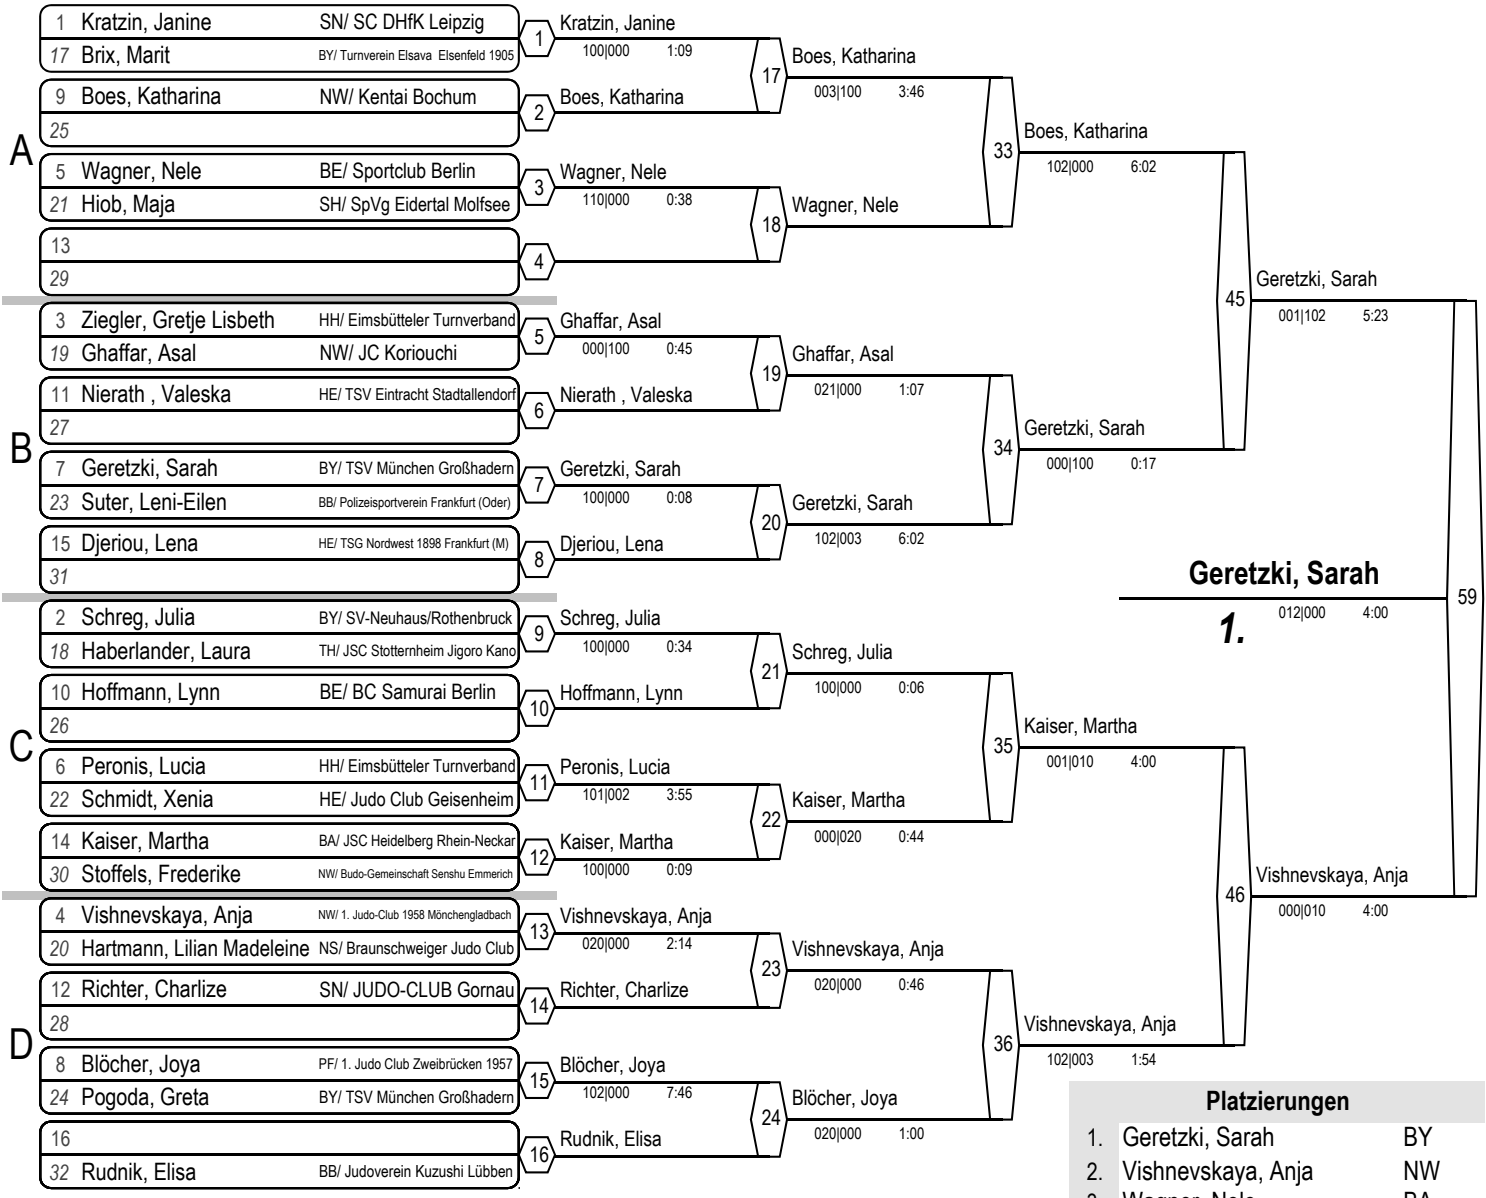 1 Kratzin, Janine SN/ SC DHfK Leipzig
17 Brix, Marit BY/ Turnverein Elsava Elsenfeld 1905
9 Boes, Katharina NW/ Kentai Bochum
25
A
5 Wagner, Nele BE/ Sportclub Berlin
21 Hiob, Maja SH/ SpVg Eidertal Molfsee
13
29
3 Ziegler, Gretje Lisbeth HH/ Eimsbütteler Turnverband
19 Ghaffar, Asal NW/ JC Koriouchi
11 Nierath , Valeska HE/ TSV Eintracht Stadtallendorf
27
B
7 Geretzki, Sarah BY/ TSV München Großhadern
23 Suter, Leni-Eilen BB/ Polizeisportverein Frankfurt (Oder)
15 Djeriou, Lena HE/ TSG Nordwest 1898 Frankfurt (M)
31
2 Schreg, Julia BY/ SV-Neuhaus/Rothenbruck
18 Haberlander, Laura TH/ JSC Stotternheim Jigoro Kano
10 Hoffmann, Lynn BE/ BC Samurai Berlin
26
C
6 Peronis, Lucia HH/ Eimsbütteler Turnverband
22 Schmidt, Xenia HE/ Judo Club Geisenheim
14 Kaiser, Martha BA/ JSC Heidelberg Rhein-Neckar
30 Stoffels, Frederike NW/ Budo-Gemeinschaft Senshu Emmerich
4 Vishnevskaya, Anja NW/ 1. Judo-Club 1958 Mönchengladbach
20 Hartmann, Lilian Madeleine NS/ Braunschweiger Judo Club
12 Richter, Charlize SN/ JUDO-CLUB Gornau
28
D
8 Blöcher, Joya PF/ 1. Judo Club Zweibrücken 1957
24 Pogoda, Greta BY/ TSV München Großhadern
16
32 Rudnik, Elisa BB/ Judoverein Kuzushi Lübben
1 Kratzin, Janine
100|000 1:09
2 Boes, Katharina
3 Wagner, Nele
110|000 0:38
4
5 Ghaffar, Asal
000|100 0:45
6 Nierath , Valeska
7 Geretzki, Sarah
100|000 0:08
8 Djeriou, Lena
9 Schreg, Julia
100|000 0:34
10 Hoffmann, Lynn
11 Peronis, Lucia
101|002 3:55
12 Kaiser, Martha
100|000 0:09
13 Vishnevskaya, Anja
020|000 2:14
14 Richter, Charlize
15 Blöcher, Joya
102|000 7:46
16 Rudnik, Elisa
17 Boes, Katharina
003|100 3:46
18 Wagner, Nele
19 Ghaffar, Asal
021|000 1:07
20 Geretzki, Sarah
102|003 6:02
21 Schreg, Julia
100|000 0:06
22 Kaiser, Martha
000|020 0:44
23 Vishnevskaya, Anja
020|000 0:46
24 Blöcher, Joya
020|000 1:00
33 Boes, Katharina
102|000 6:02
34 Geretzki, Sarah
000|100 0:17
35 Kaiser, Martha
001|010 4:00
36 Vishnevskaya, Anja
102|003 1:54
45 Geretzki, Sarah
001|102 5:23
46 Vishnevskaya, Anja
000|010 4:00
59
Geretzki, Sarah
1. 012|000 4:00
Platzierungen
1. Geretzki, Sarah BY
2. Vishnevskaya, Anja NW
3. Wagner, Nele BA